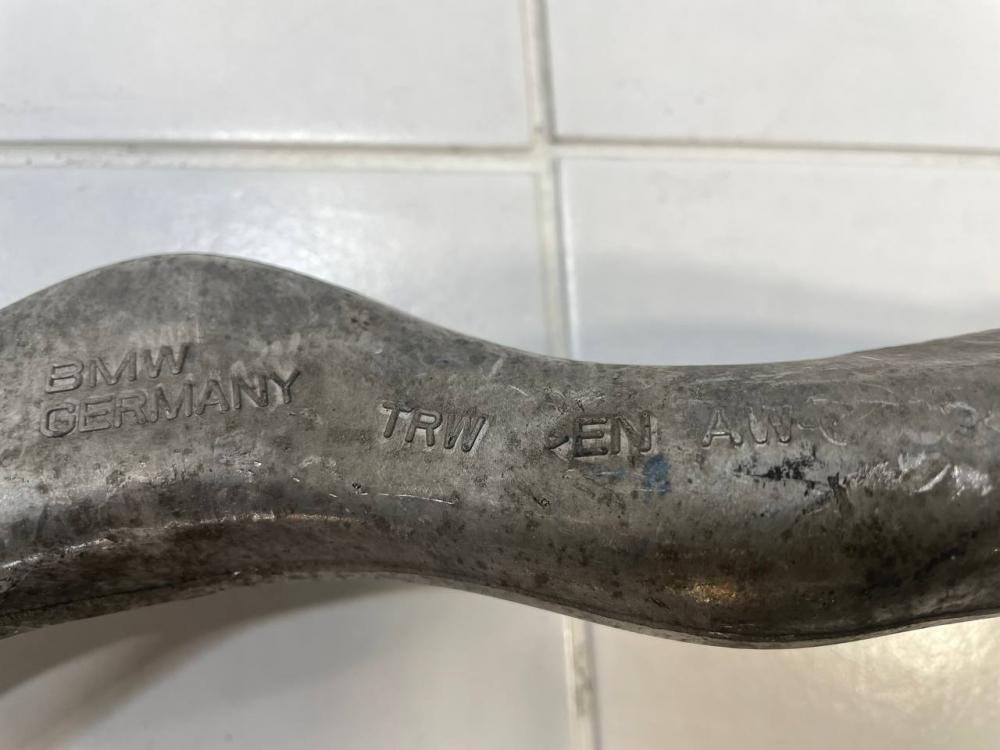 BMW
GERMANY
TRW >EN AW-